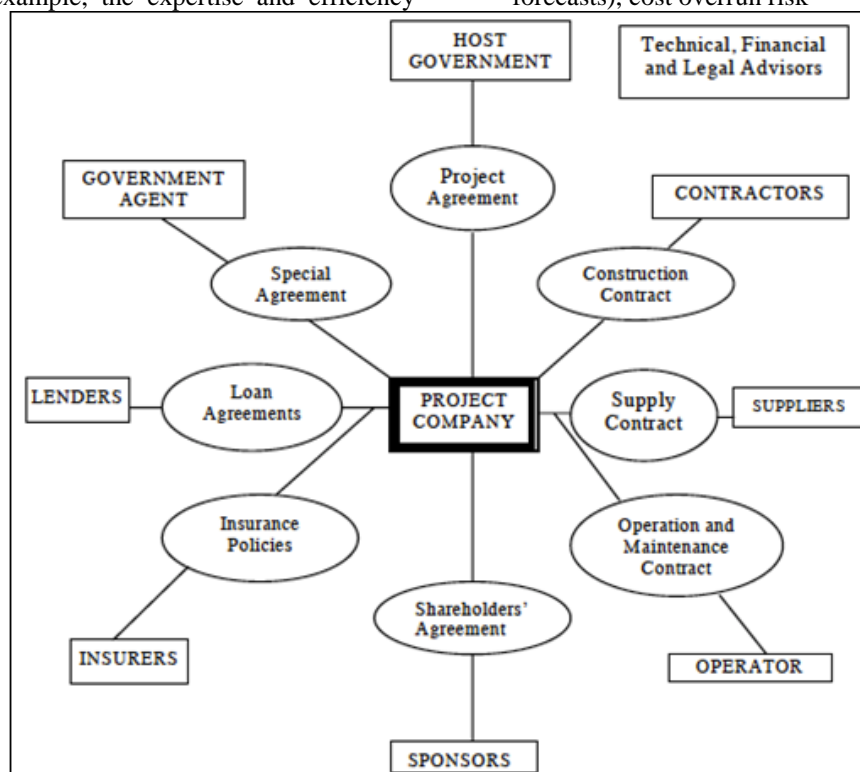 example, the expertise and efficiency
forecasts), cost overrun risk
HOST
GOVERNMENT
Technical, Financial
and Legal Advisors
Project
Agreement
GOVERNMENT
AGENT
CONTRACTORS
Special
Agreement
Construction
Contract
LENDERS
Loan
Agreements
PROJECT
COMPANY
Supply
Contract
SUPPLIERS
Insurance
Policies
Operation and
Maintenance
Contract
Shareholders'
Agreement
INSURERS
OPERATOR
SPONSORS